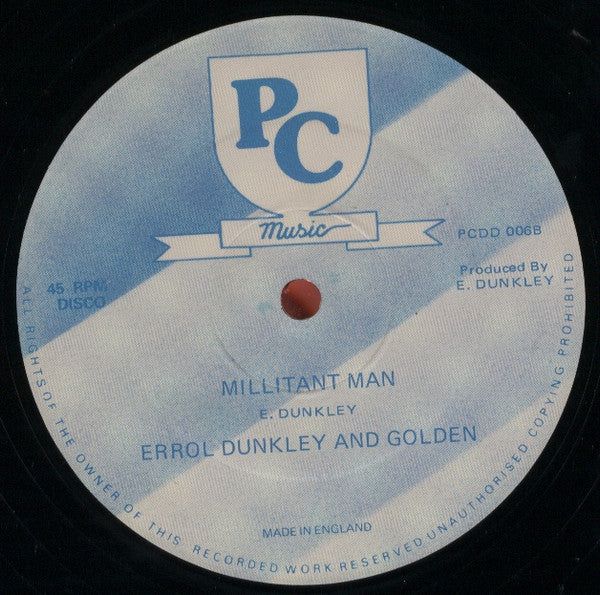 PC
Music
PCDD 006B
Produced By
E. DUNKLEY
45 RPM
DISCO
MILLITANT MAN
E. DUNKLEY
ERROL DUNKLEY AND GOLDEN
MADE IN ENGLAND
ALL RIGHTS OF THE OWNER OF THIS RECORDED WORK RESERVED UNAUTHORISED COPYING PROHIBITED